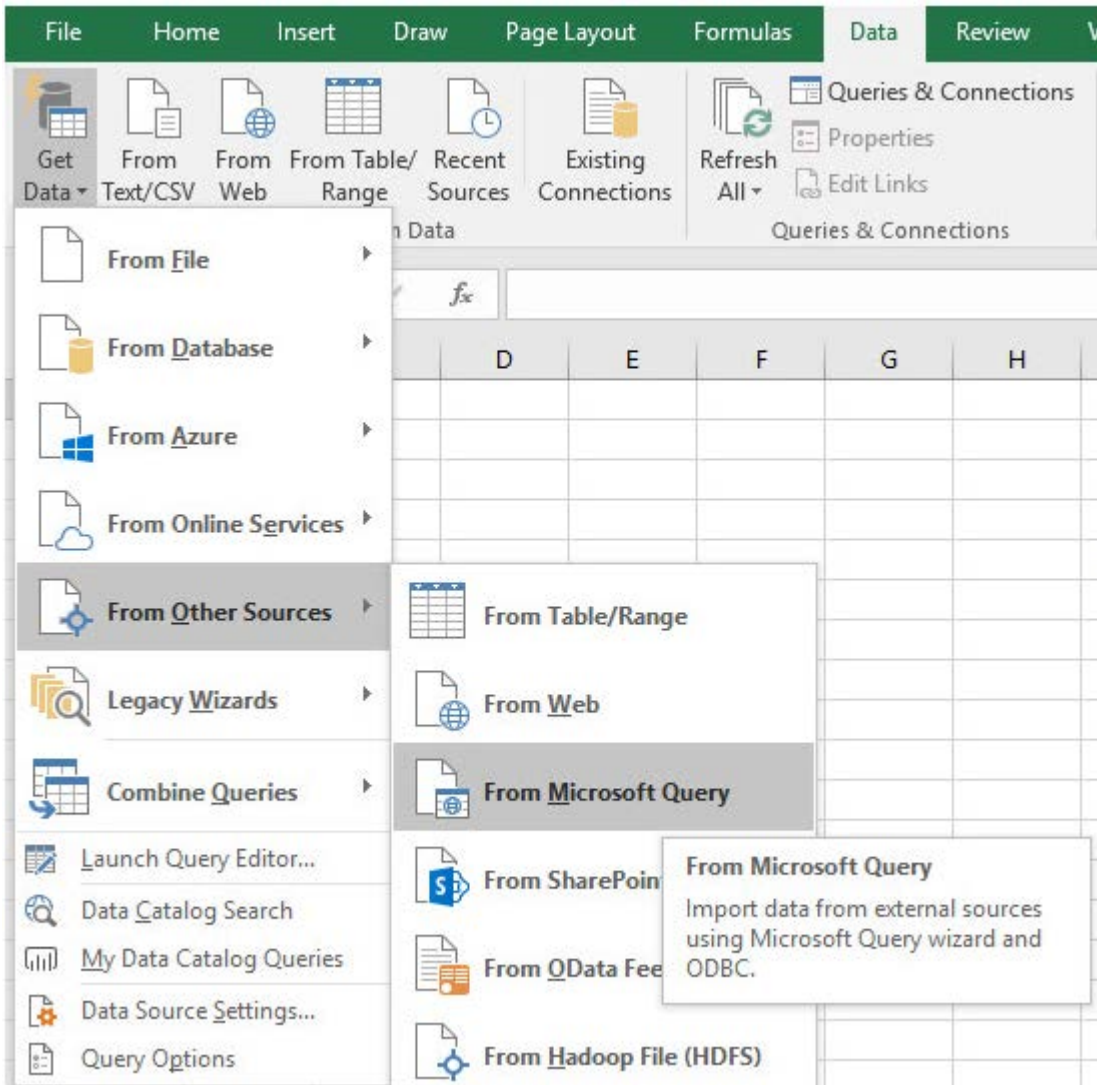 File Home Insert Draw Page Layout Formulas Data Review
Get Data
From Text/CSV
From Web
From Table/ Range
Recent Sources
Existing Connections
Refresh All
Queries & Connections
Properties
Edit Links
Data
Queries & Connections
fx
D E F G H
From File
From Database
From Azure
From Online Services
From Other Sources
Legacy Wizards
Combine Queries
Launch Query Editor...
Data Catalog Search
My Data Catalog Queries
Data Source Settings...
Query Options
From Table/Range
From Web
From Microsoft Query
From SharePoin
From OData Fee
From Hadoop File (HDFS)
From Microsoft Query
Import data from external sources
using Microsoft Query wizard and
ODBC.